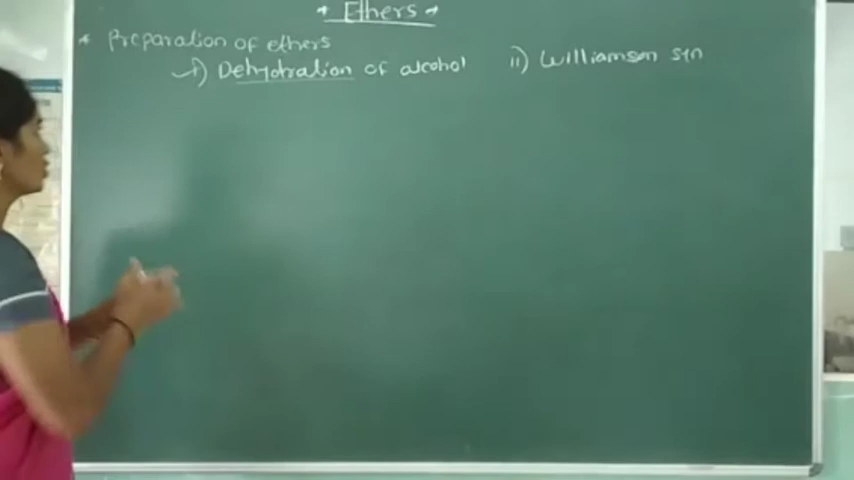 * Ethers *
* Preparation of ethers
i) Dehydration of alcohol ii) Williamson syn